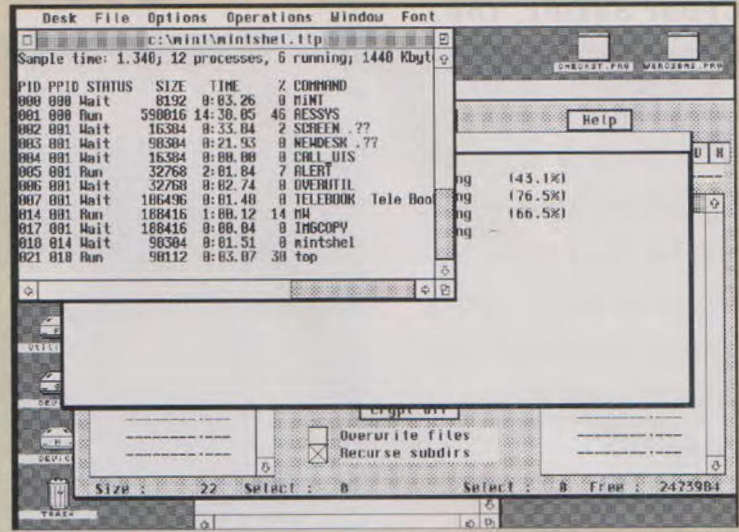 Desk File Options Operations Window Font
c:\mint\mintshel.ttp
Sample time: 1.340; 12 processes, 6 running; 1440 Kbyt
PID PPID STATUS SIZE TIME % COMMAND
000 000 Wait 8192 0:03.26 0 MiNT
001 000 Run 598016 14:30.05 46 AESSYS
002 001 Wait 16384 0:33.84 2 SCREEN .??
003 001 Wait 98304 0:21.93 0 NEWDESK .??
004 001 Wait 16384 0:00.00 0 CALL_UIS
005 001 Run 32768 2:01.84 7 ALERT
006 001 Wait 32768 0:02.74 0 OVERUTIL
007 001 Wait 106496 0:01.48 0 TELEBOOK Tele Boo
014 001 Run 188416 1:00.12 14 MW
017 001 Wait 188416 0:00.04 0 IMGCOPY
018 014 Wait 98304 0:01.51 0 mintshel
021 018 Run 90112 0:03.07 30 top
Help
ng (43.1%)
ng (76.5%)
ng (66.5%)
ng
Overwrite files
Recurse subdirs
Size : 22 Select : 0 Select : 0 Free : 2473984
TRASH